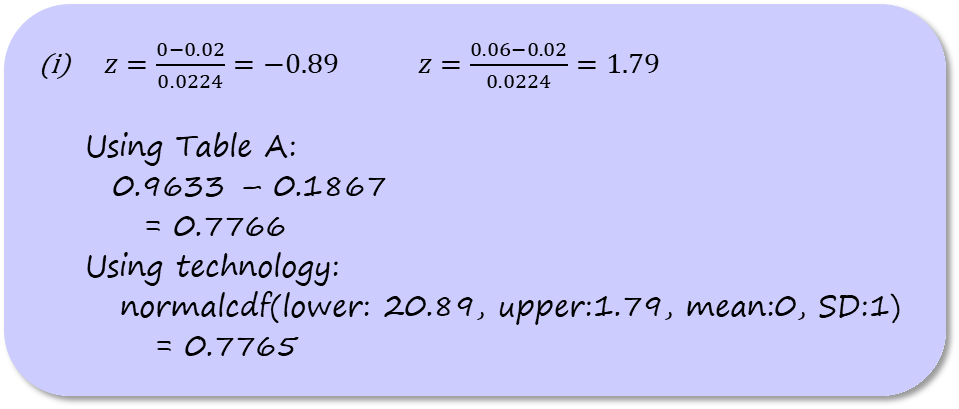 (i) z = (0−0.02)/0.0224 = −0.89 z = (0.06−0.02)/0.0224 = 1.79
Using Table A:
0.9633 – 0.1867
= 0.7766
Using technology:
normalcdf(lower: 20.89, upper:1.79, mean:0, SD:1)
= 0.7765